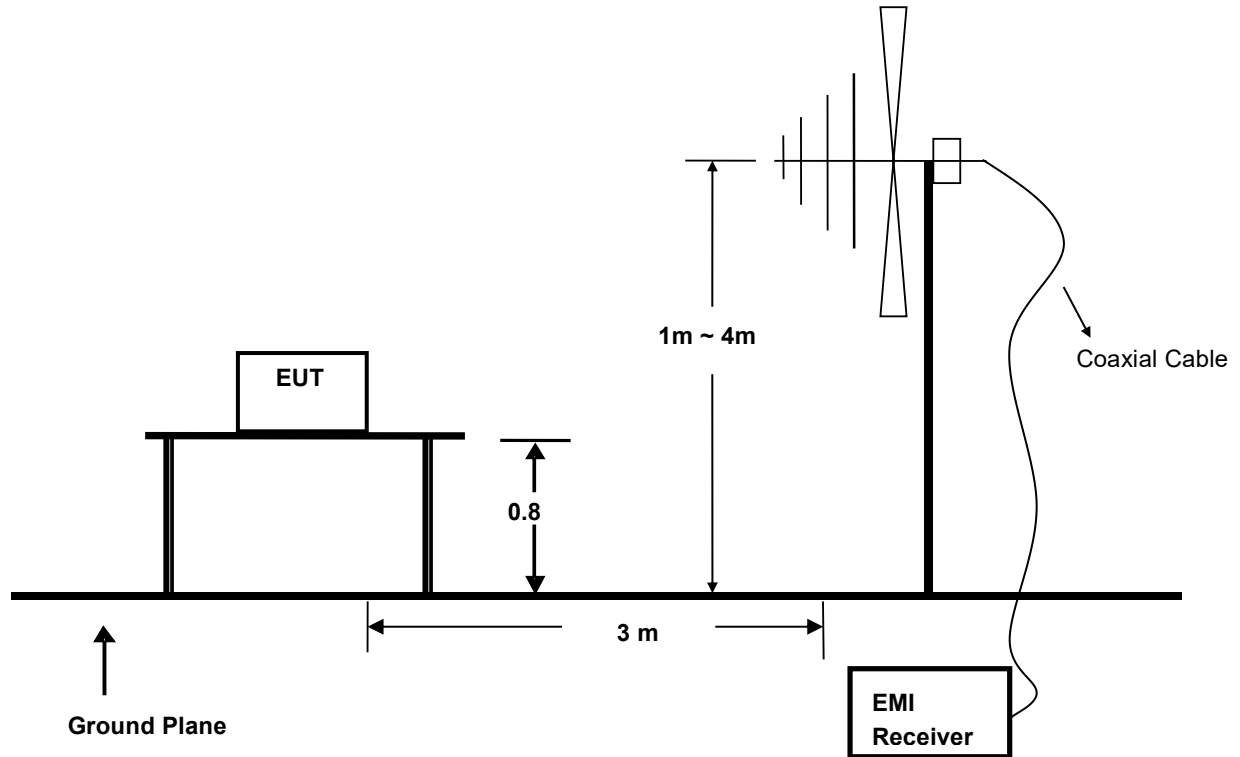 1m ~ 4m
Coaxial Cable
EUT
0.8
3 m
Ground Plane
EMI
Receiver